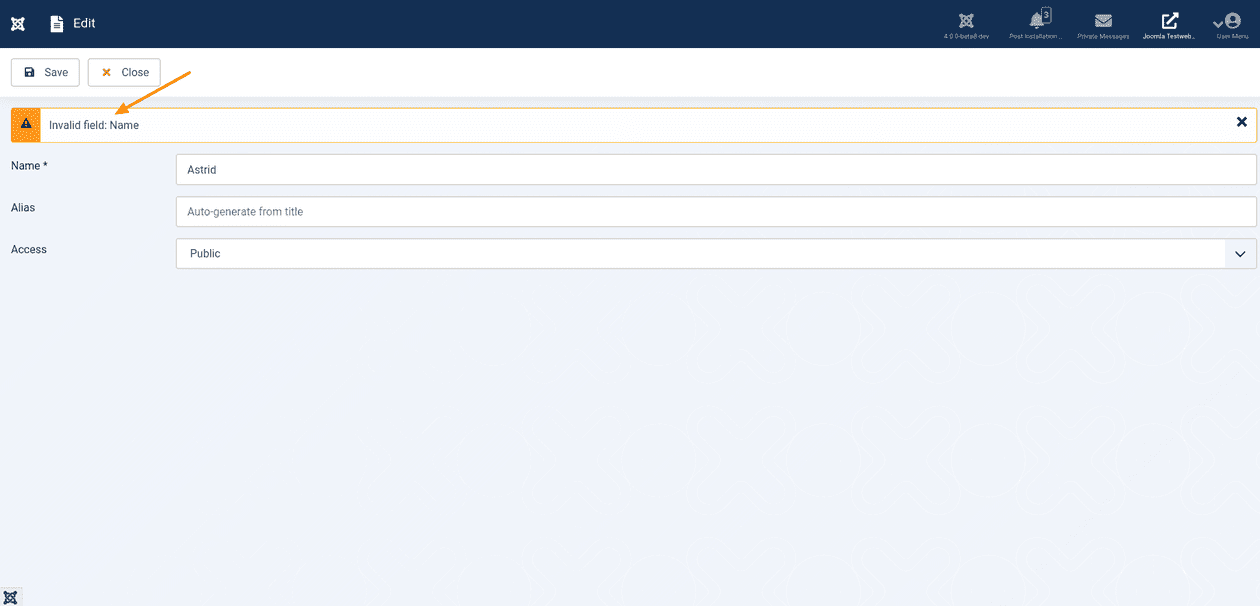 Edit
4.0.0-beta8-dev
3
Post Installation...
Private Messages
Joomla Testweb...
User Menu
Save
Close
Invalid field: Name
Name *
Astrid
Alias
Auto-generate from title
Access
Public